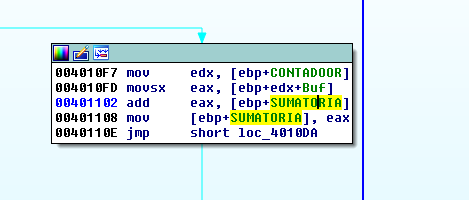 004010F7 mov edx, [ebp+CONTADOOR]
004010FD movsx eax, [ebp+edx+Buf]
00401102 add eax, [ebp+SUMATORIA]
00401108 mov [ebp+SUMATORIA], eax
0040110E jmp short loc_4010DA